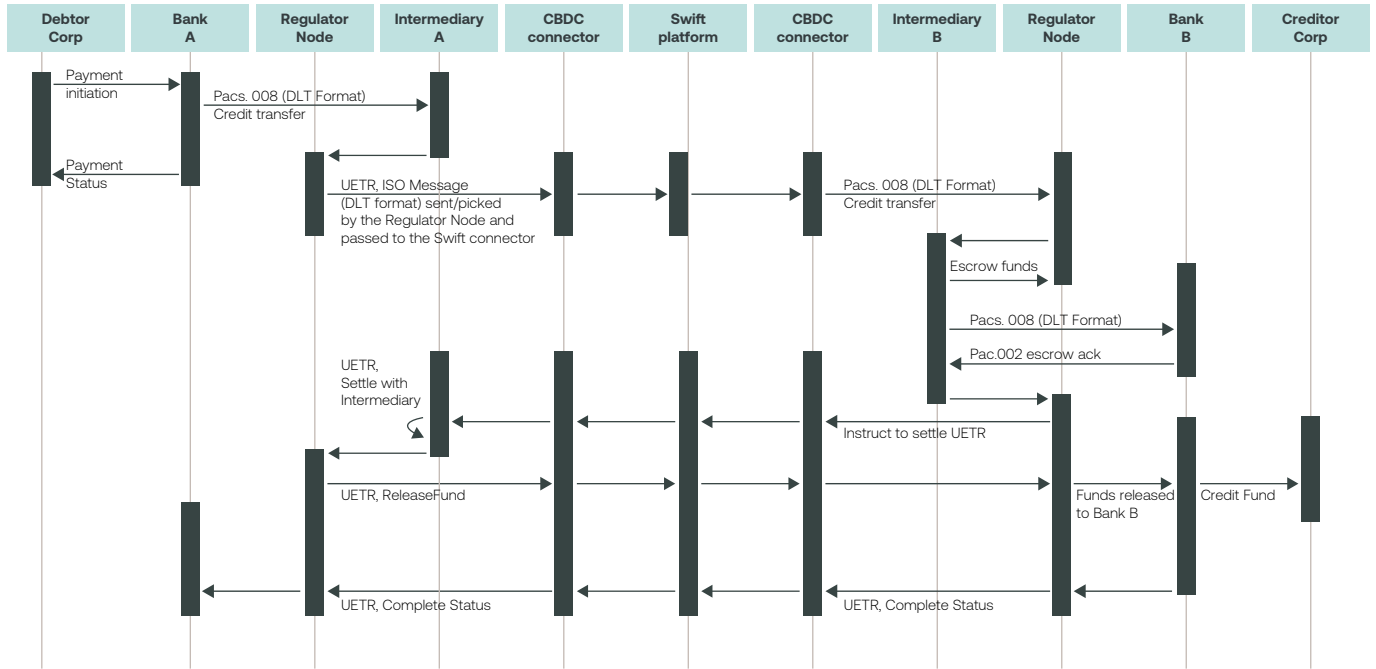 Debtor
Corp
Bank
A
Regulator
Node
Intermediary
A
CBDC
connector
Swift
platform
CBDC
connector
Intermediary
B
Regulator
Node
Bank
B
Creditor
Corp
Payment
initiation
Pacs. 008 (DLT Format)
Credit transfer
Payment
Status
UETR, ISO Message
(DLT format) sent/picked
by the Regulator Node and
passed to the Swift connector
Pacs. 008 (DLT Format)
Credit transfer
Escrow funds
Pacs. 008 (DLT Format)
Pac.002 escrow ack
UETR,
Settle with
Intermediary
Instruct to settle UETR
UETR, ReleaseFund
Funds released
to Bank B
Credit Fund
UETR, Complete Status
UETR, Complete Status